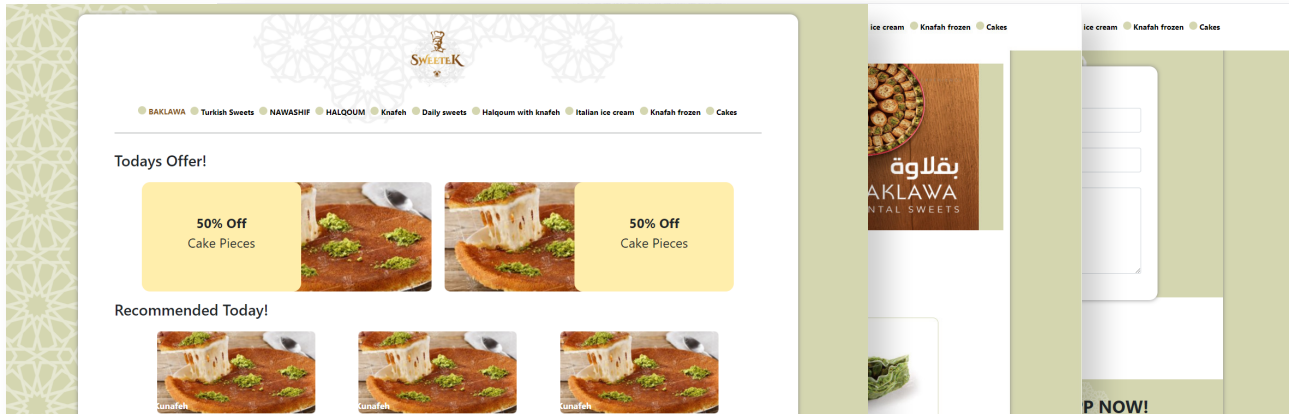 SWEETEK
BAKLAWA Turkish Sweets NAWASHIF HALQOUM Knafeh Daily sweets Halqoum with knafeh Italian ice cream Knafah frozen Cakes
Todays Offer!
50% Off
Cake Pieces
50% Off
Cake Pieces
Recommended Today!
Kunafeh
Kunafeh
Kunafeh
ice cream Knafah frozen Cakes
بقلاوة
AKLAWA
NTAL SWEETS
ice cream Knafah frozen Cakes
P NOW!